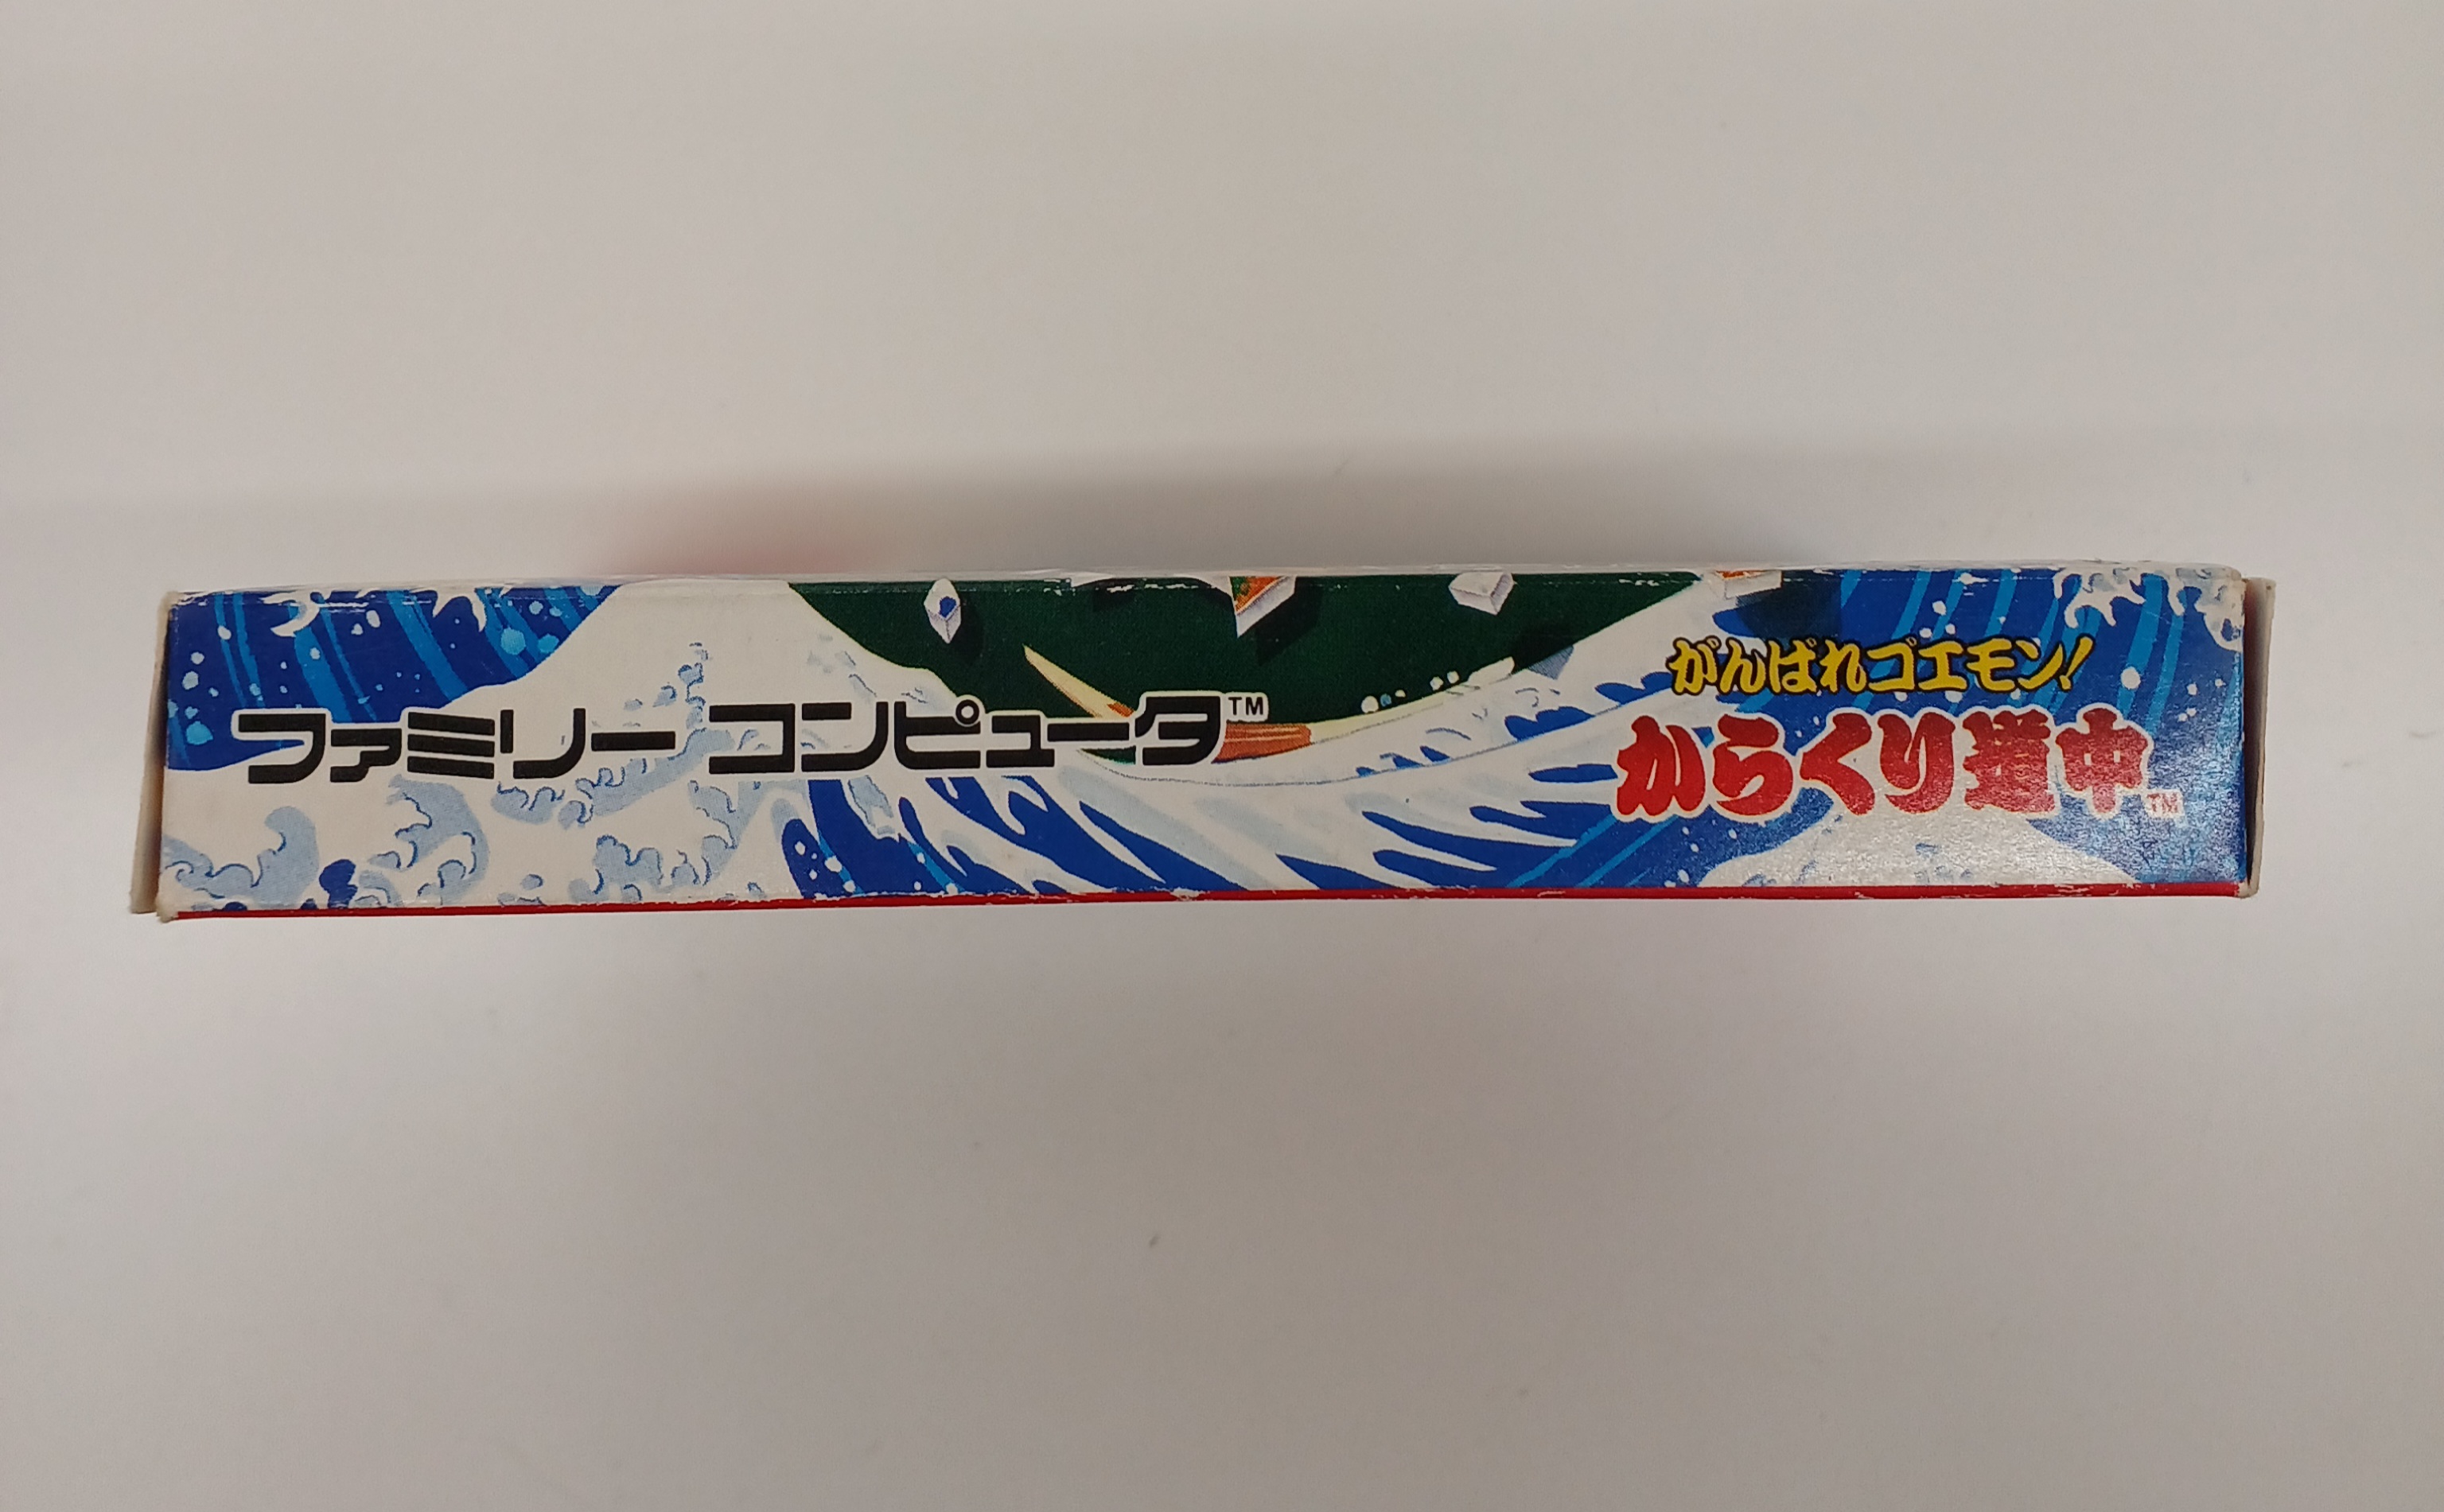 ファミリー コンピュータ™
がんばれゴエモン!
からくり道中™